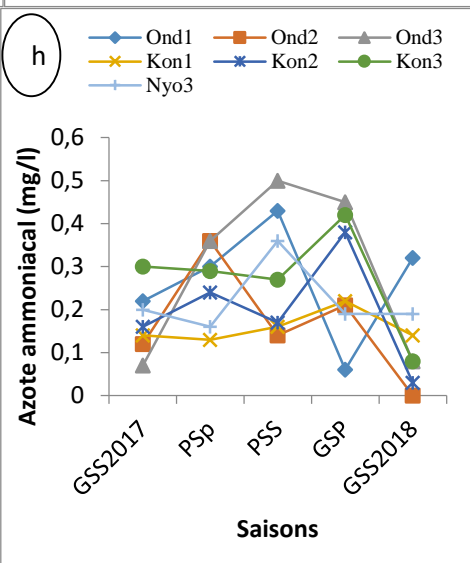 h
Ond1 Ond2 Ond3
Kon1 Kon2 Kon3
Nyo3
Azote ammoniacal (mg/l)
0,6
0,5
0,4
0,3
0,2
0,1
0
GSS2017 PSp PSS GSP GSS2018
Saisons